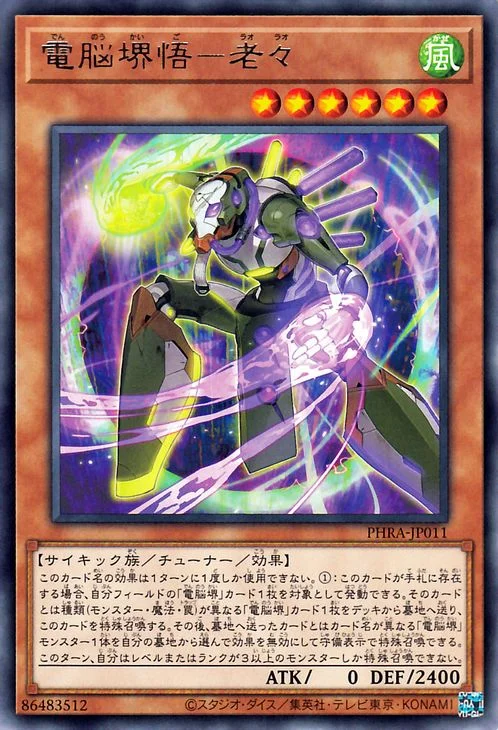 電脳堺悟－老々
風
PHRA-JP011
【サイキック族／チューナー／効果】
このカード名の効果は1ターンに1度しか使用できない。①：このカードが手札に存在
する場合、自分フィールドの「電脳堺」カード1枚を対象として発動できる。そのカード
とは種類（モンスター・魔法・罠）が異なる「電脳堺」カード1枚をデッキから墓地へ送り、
このカードを特殊召喚する。その後、墓地へ送ったカードとはカード名が異なる「電脳堺」
モンスター1体を自分の墓地から選んで効果を無効にして守備表示で特殊召喚できる。
このターン、自分はレベルまたはランクが３以上のモンスターしか特殊召喚できない。
ATK/ 0 DEF/2400
86483512
©スタジオ・ダイス／集英社・テレビ東京・KONAMI